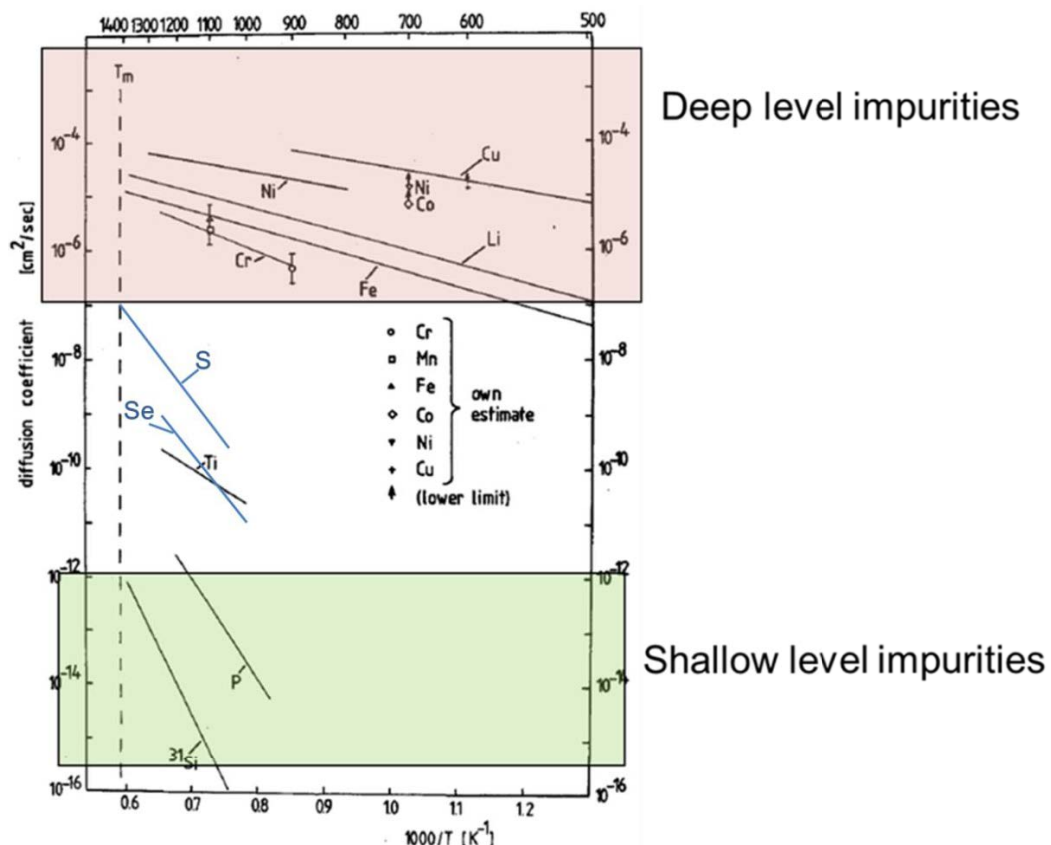 1400 1300 1200 1100 1000 900 800 700 600 500
Tm
Deep level impurities
10⁻⁴ 10⁻⁴
Cu
Ni
Ni
Co
Li
10⁻⁶ 10⁻⁶
Cr
Fe
diffusion coefficient [cm²/sec]
10⁻⁸ 10⁻⁸
S
Se
Ti
10⁻¹⁰ 10⁻¹⁰
Cr
Mn
Fe
Co
Ni
Cu
own
estimate
(lower limit)
10⁻¹² 10⁻¹²
Shallow level impurities
10⁻¹⁴ 10⁻¹⁴
P
³¹Si
10⁻¹⁶ 10⁻¹⁶
0.6 0.7 0.8 0.9 1.0 1.1 1.2
1000/T [K⁻¹]